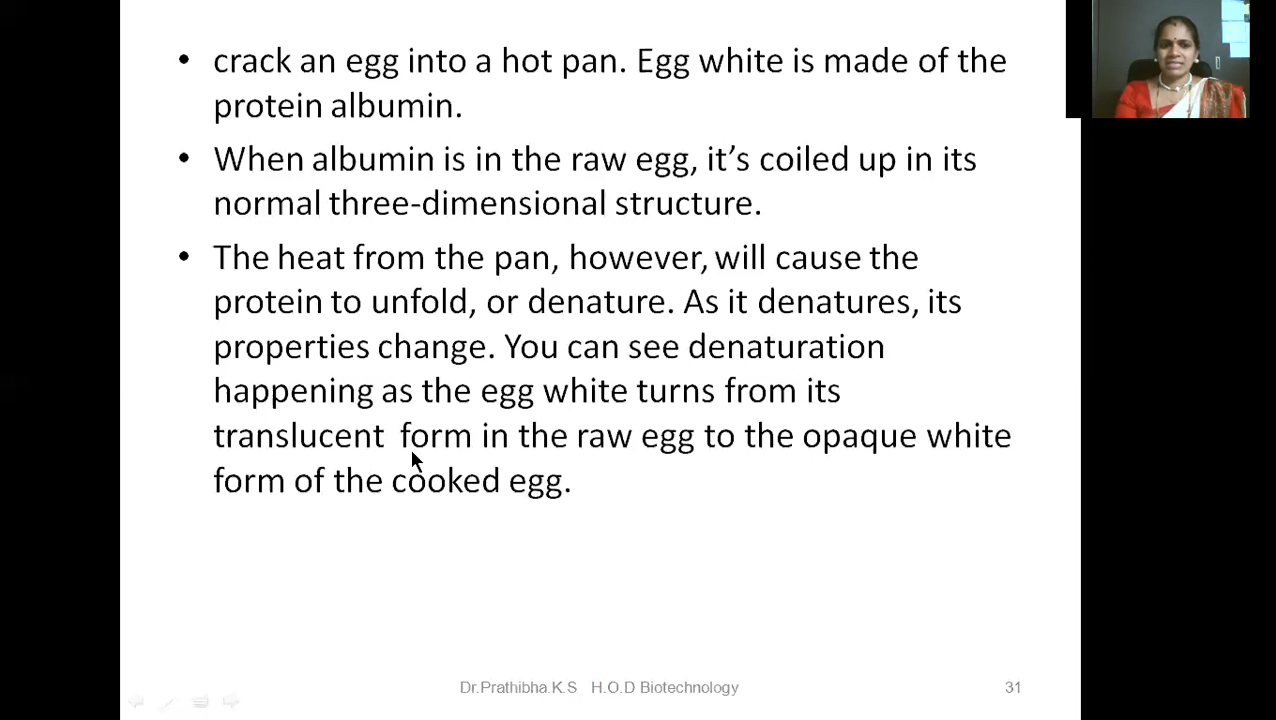 • crack an egg into a hot pan. Egg white is made of the
protein albumin.
• When albumin is in the raw egg, it’s coiled up in its
normal three-dimensional structure.
• The heat from the pan, however, will cause the
protein to unfold, or denature. As it denatures, its
properties change. You can see denaturation
happening as the egg white turns from its
translucent  form in the raw egg to the opaque white
form of the cooked egg.
Dr.Prathibha.K.S   H.O.D Biotechnology
31